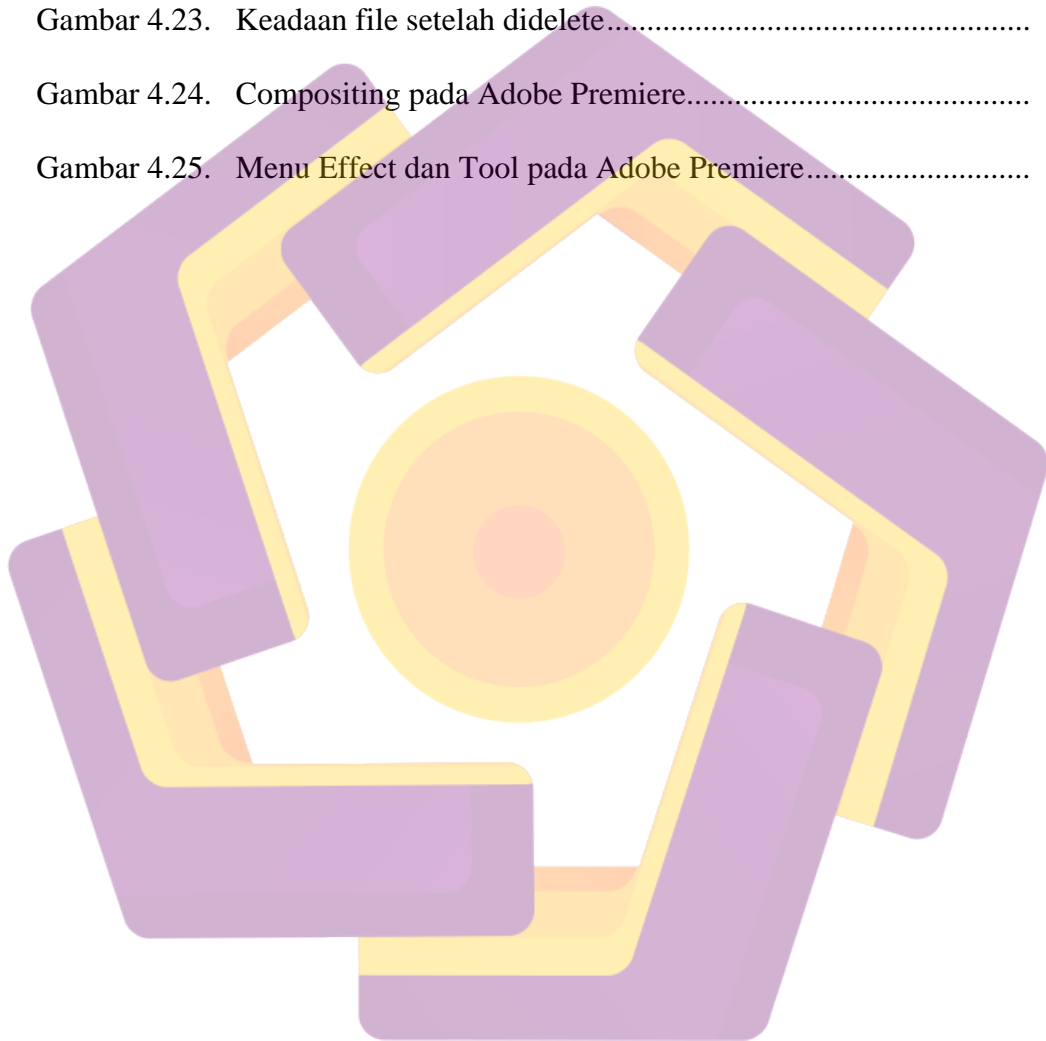 Gambar 4.23. Keadaan file setelah didelete.....................................................
Gambar 4.24. Compositing pada Adobe Premiere...........................................
Gambar 4.25. Menu Effect dan Tool pada Adobe Premiere............................